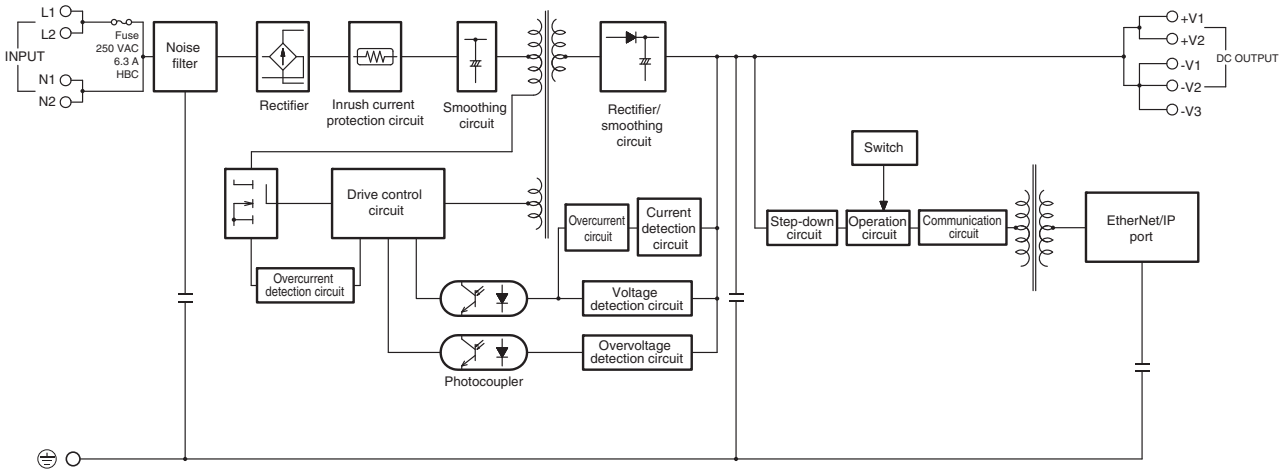 L1
L2
INPUT
N1
N2
Fuse
250 VAC
6.3 A
HBC
Noise
filter
Rectifier
Inrush current
protection circuit
Smoothing
circuit
Rectifier/
smoothing
circuit
+V1
+V2
-V1
-V2
-V3
DC OUTPUT
Drive control
circuit
Overcurrent
detection circuit
Overcurrent
circuit
Current
detection
circuit
Voltage
detection circuit
Overvoltage
detection circuit
Photocoupler
Switch
Step-down
circuit
Operation
circuit
Communication
circuit
EtherNet/IP
port